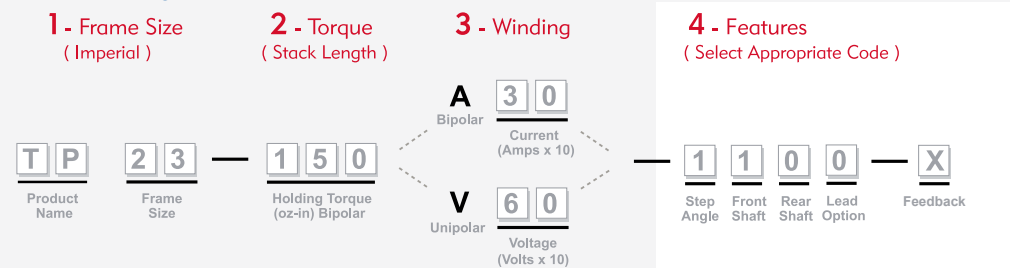 1 - Frame Size
( Imperial )
2 - Torque
( Stack Length )
3 - Winding
4 - Features
( Select Appropriate Code )
T P
Product
Name
2 3
Frame
Size
—
1 5 0
Holding Torque
(oz-in) Bipolar
A
Bipolar
3 0
Current
(Amps x 10)
V
Unipolar
6 0
Voltage
(Volts x 10)
—
1 1 0 0
Step
Angle
Front
Shaft
Rear
Shaft
Lead
Option
—
X
Feedback